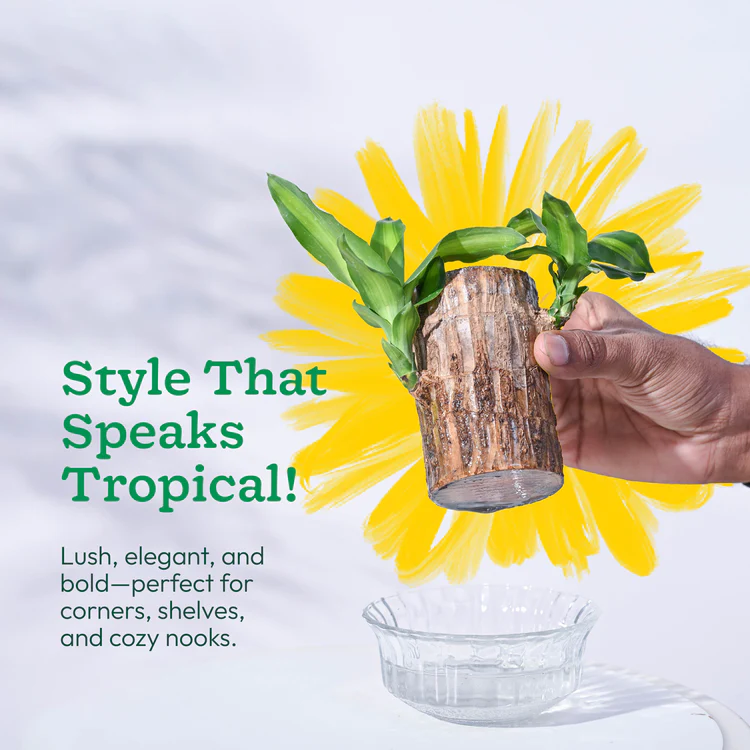 Style That
Speaks
Tropical!
Lush, elegant, and
bold—perfect for
corners, shelves,
and cozy nooks.